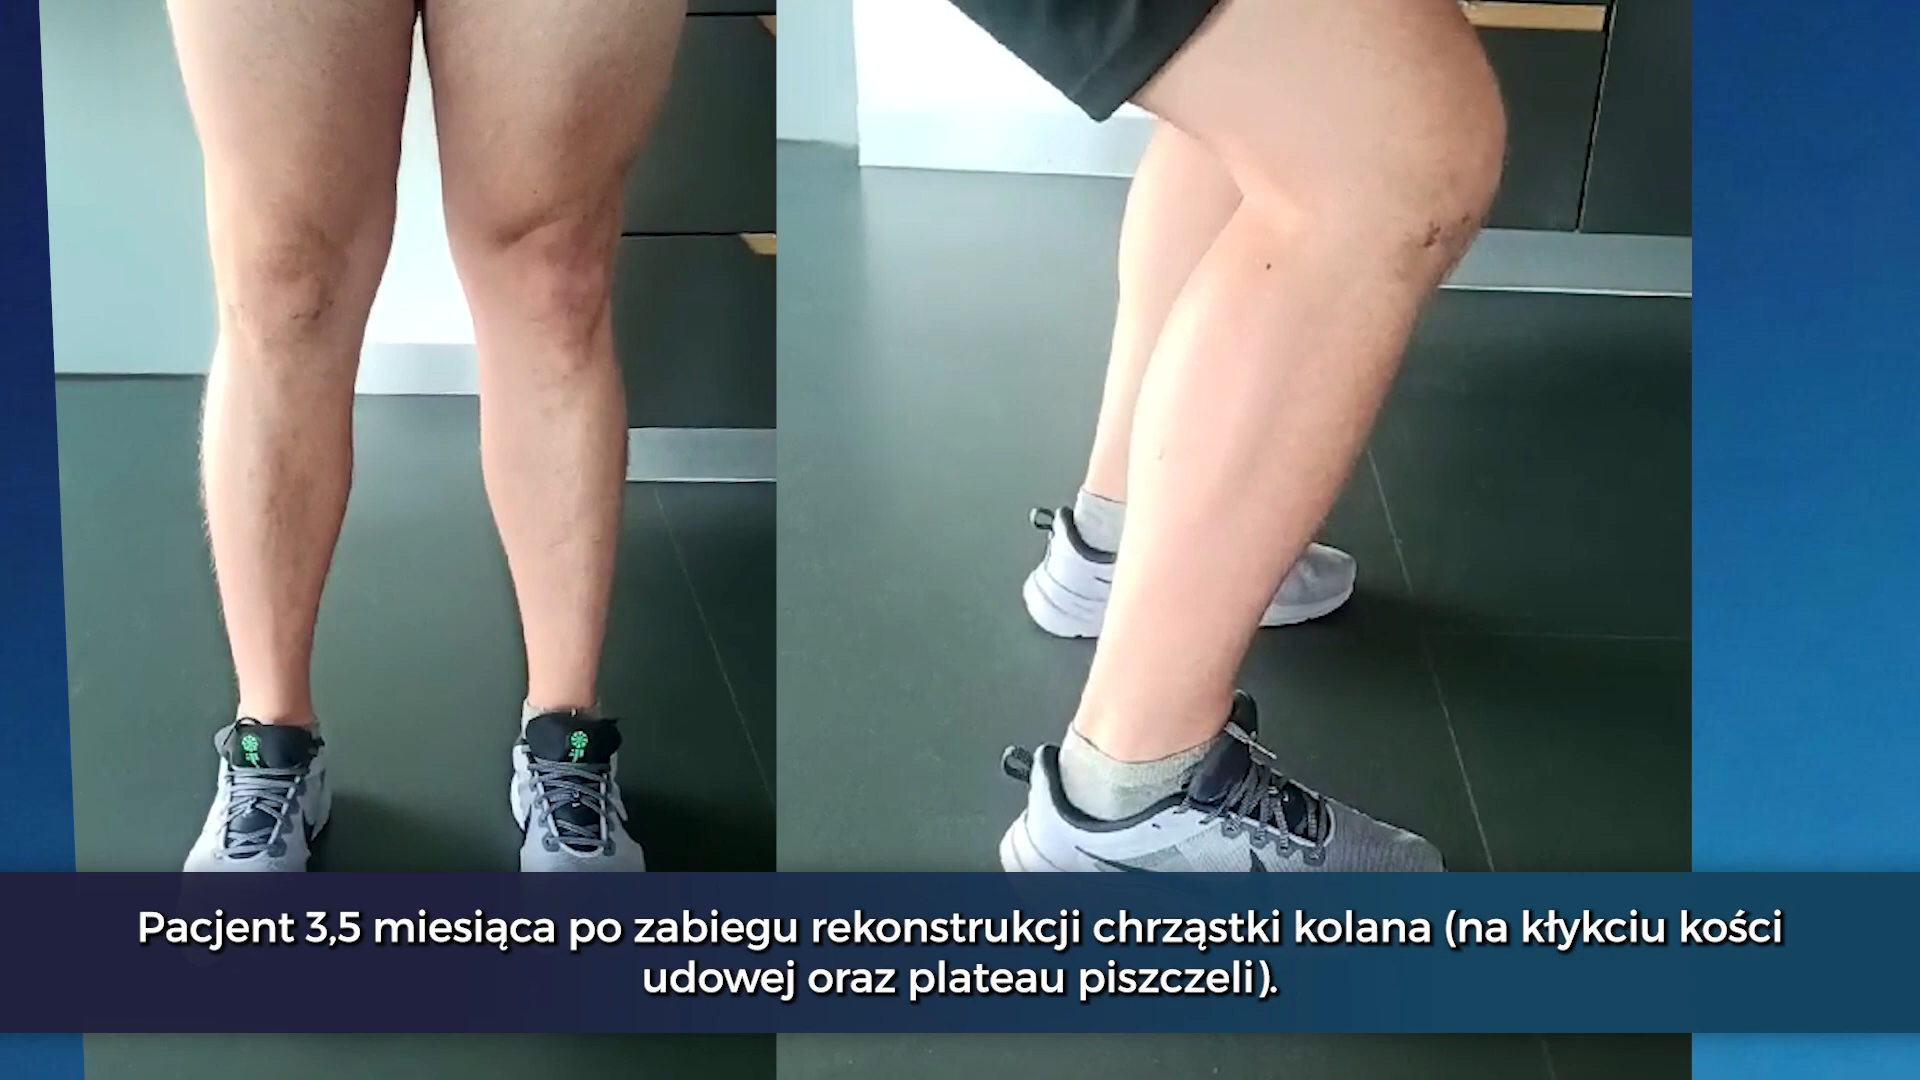 Pacjent 3,5 miesiąca po zabiegu rekonstrukcji chrząstki kolana (na kłykciu kości
udowej oraz plateau piszczeli).